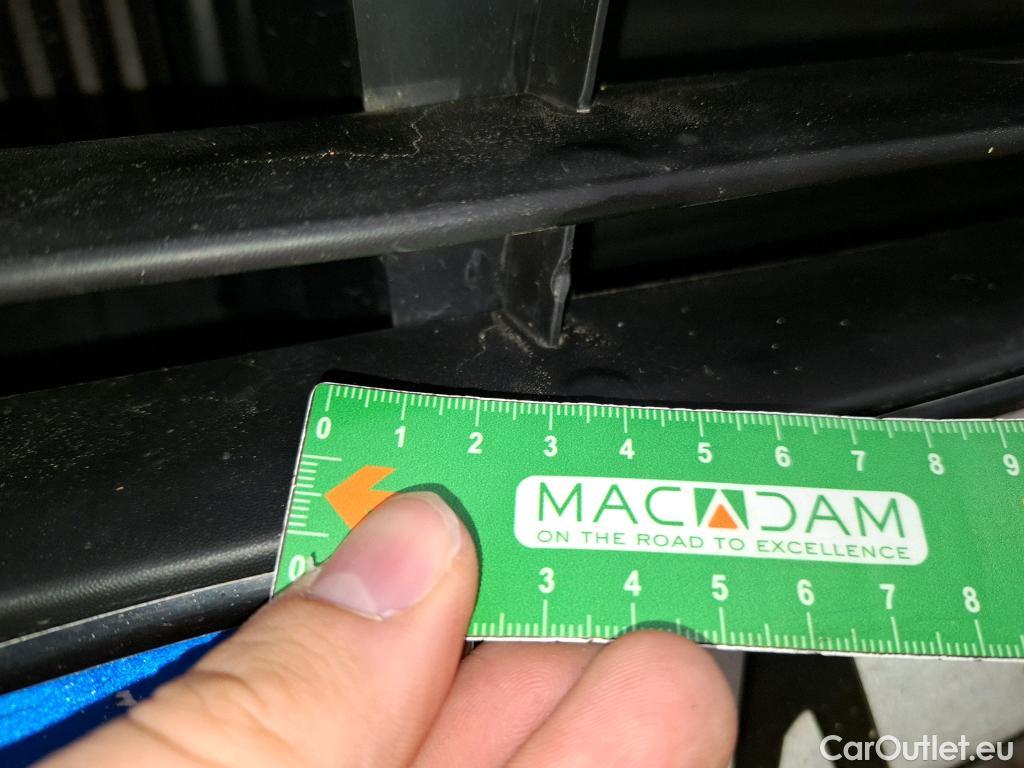 0 1 2 3 4 5 6 7 8 9
MACADAM
ON THE ROAD TO EXCELLENCE
0 3 4 5 6 7 8
CarOutlet.eu